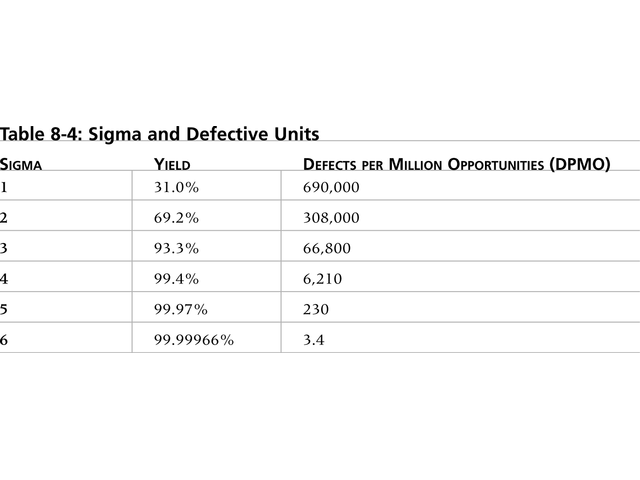 Table 8-4: Sigma and Defective Units
Sigma Yield Defects per Million Opportunities (DPMO)
1 31.0% 690,000
2 69.2% 308,000
3 93.3% 66,800
4 99.4% 6,210
5 99.97% 230
6 99.99966% 3.4